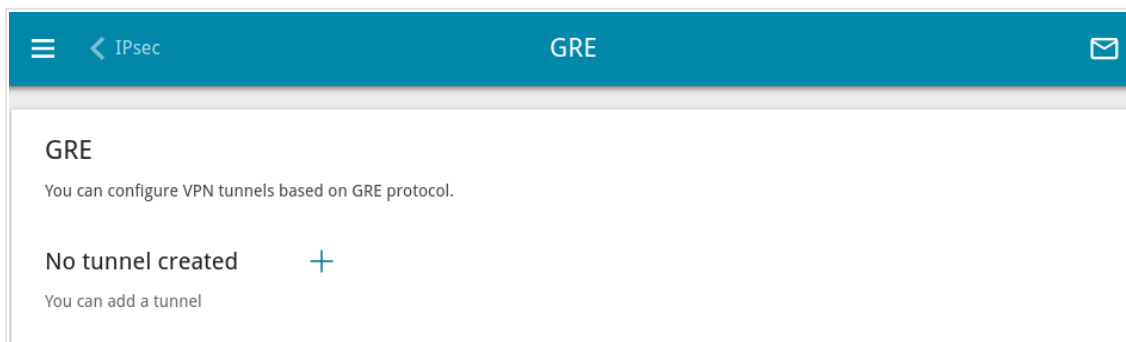 IPsec
GRE
GRE
You can configure VPN tunnels based on GRE protocol.
No tunnel created
You can add a tunnel